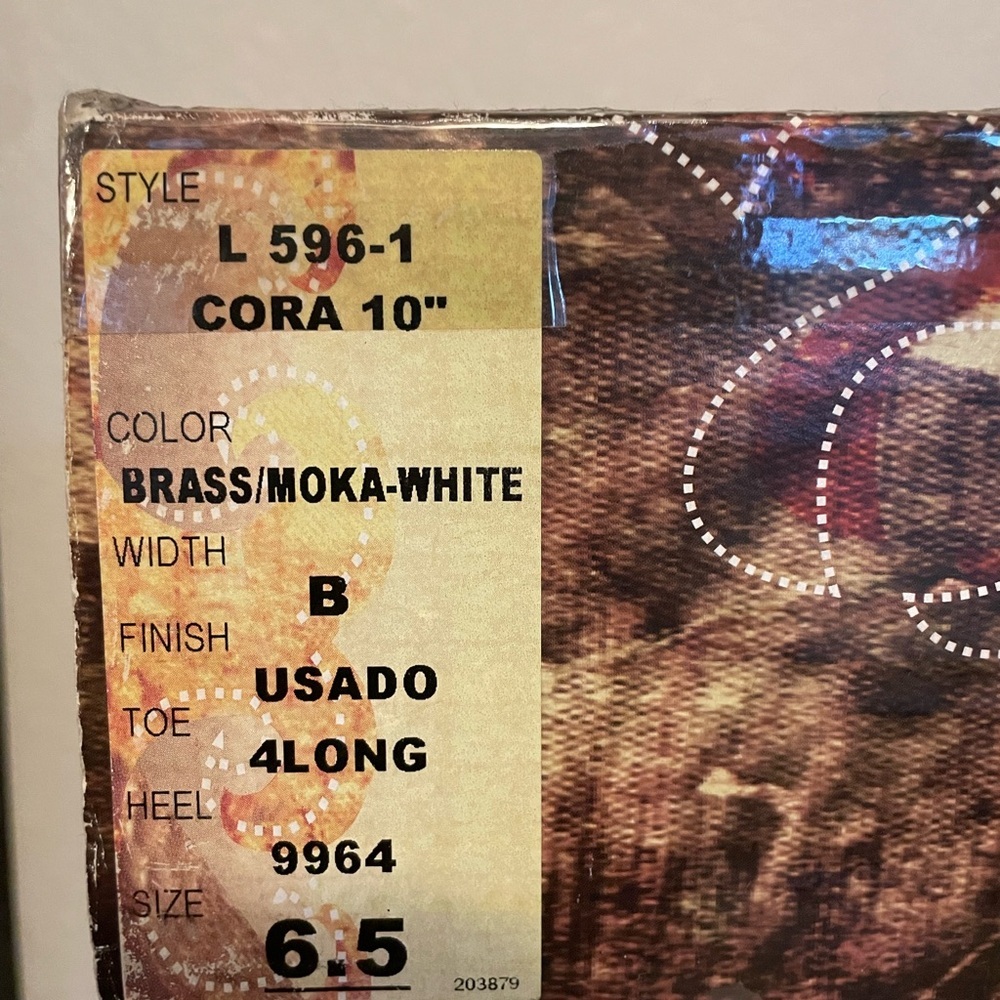 STYLE
L 596-1
CORA 10"
COLOR
BRASS/MOKA-WHITE
WIDTH
B
FINISH
USADO
TOE
4LONG
HEEL
9964
SIZE
6.5
203879